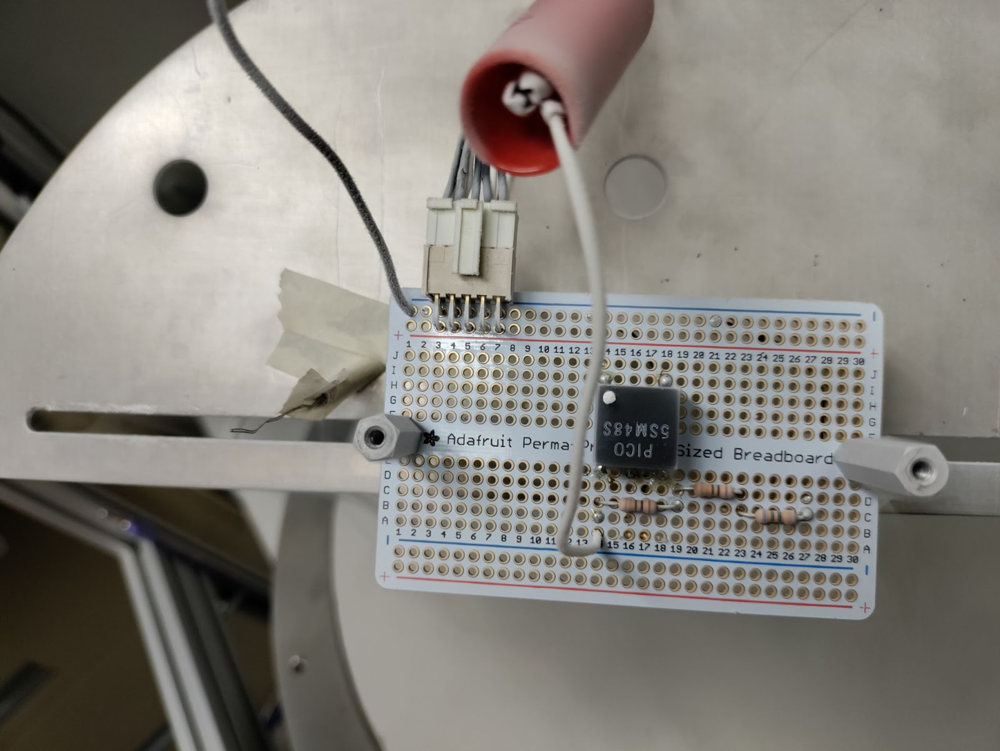 + +
1 2 3 4 5 6 7 8 9 10 11 12 13 14 15 16 17 18 19 20 21 22 23 24 25 26 27 28 29 30
J J
I I
H H
G G
PICO
5SM48S
Adafruit Perma-Pr Sized Breadboard
E
D D
C C
B B
A A
1 2 3 4 5 6 7 8 9 10 11 13 15 16 17 18 19 20 21 22 23 24 25 26 27 28 29 30
+ +